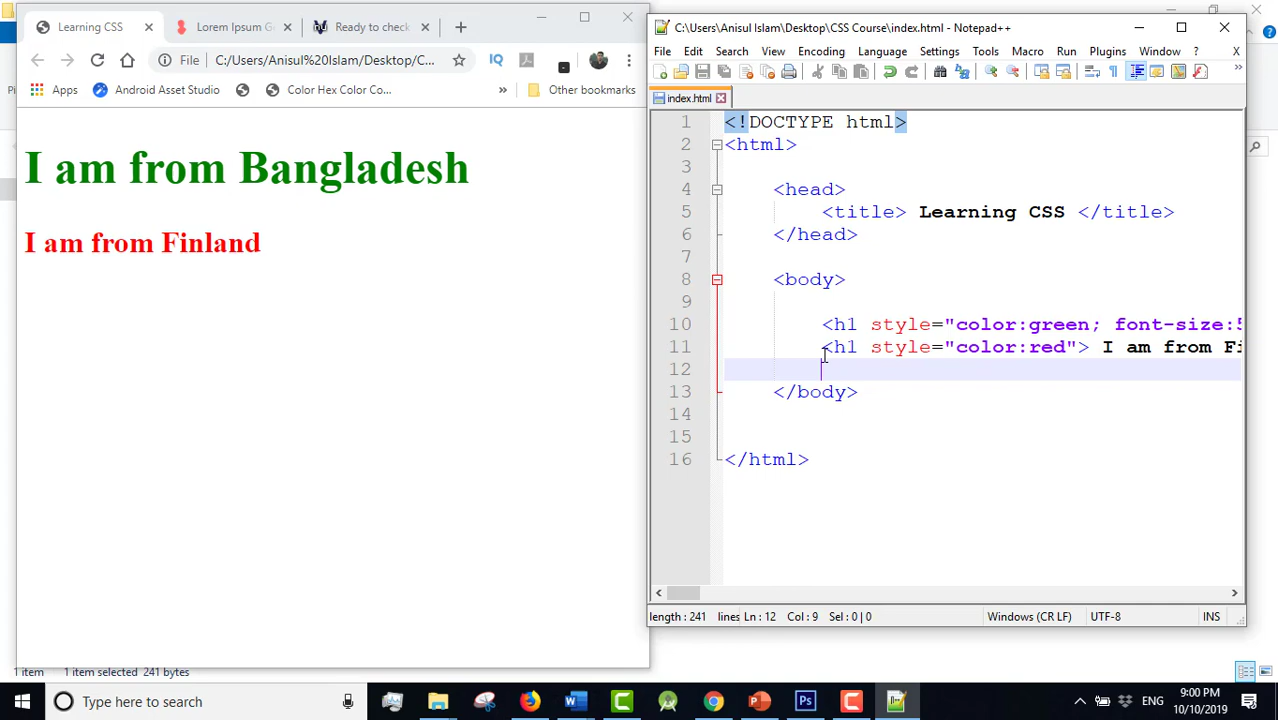 Learning CSS
Lorem Ipsum G
Ready to check
File C:/Anisul%20Islam/Desktop/C...
IQ
Apps
Android Asset Studio
Color Hex Color Co...
»
Other bookmarks
I am from Bangladesh
I am from Finland
C:\Users\Anisul Islam\Desktop\CSS Course\index.html - Notepad++
File Edit Search View Encoding Language Settings Tools Macro Run Plugins Window ? X
index.html
1 <!DOCTYPE html>
2 <html>
3
4 <head>
5 <title> Learning CSS </title>
6 </head>
7
8 <body>
9
10 <h1 style="color:green; font-size:5
11 <h1 style="color:red"> I am from Fi
12
13 </body>
14
15
16 </html>
length : 241 lines Ln : 12 Col : 9 Sel : 0 | 0 Windows (CR LF) UTF-8 INS
1 item 1 item selected 241 bytes
Type here to search
ENG
9:00 PM
10/10/2019